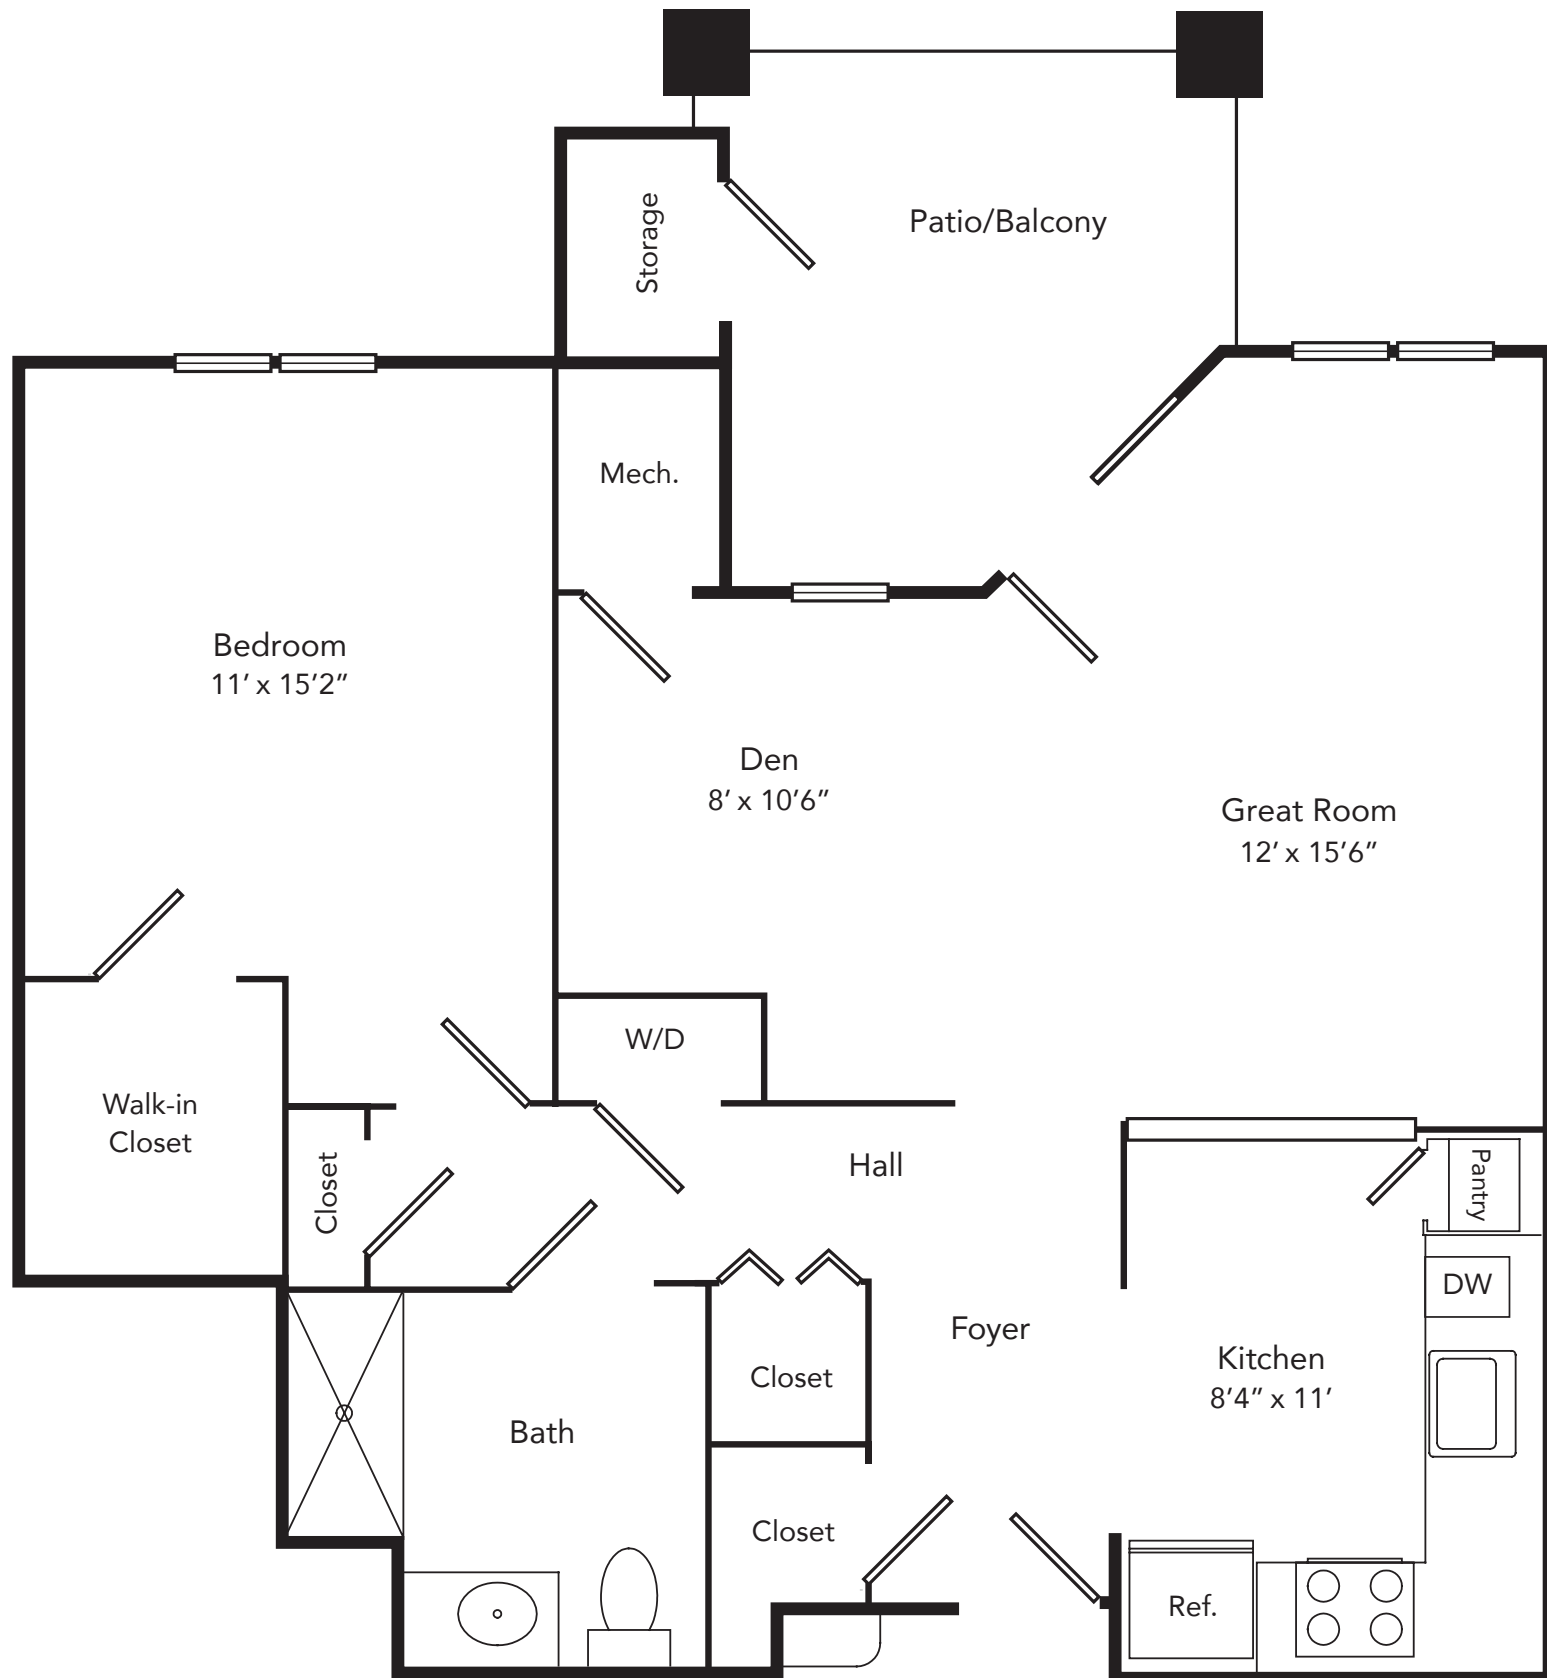 Storage
Patio/Balcony
Mech.
Bedroom
11’ x 15’2”
Den
8’ x 10’6”
Great Room
12’ x 15’6”
W/D
Walk-in
Closet
Closet
Hall
Pantry
DW
Foyer
Kitchen
8’4” x 11’
Closet
Bath
Closet
Ref.